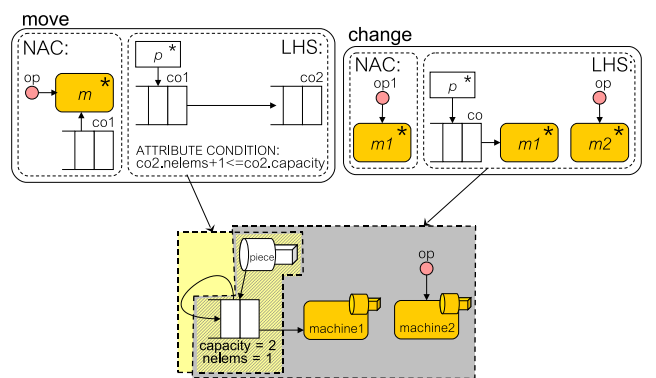 move
NAC:
op
m
*
co1
LHS:
p *
co1
co2
ATTRIBUTE CONDITION:
co2.nelems+1<=co2.capacity
change
NAC:
op1
m1 *
LHS:
p *
co
op
m1 *
m2 *
piece
op
machine1
machine2
capacity = 2
nelems = 1